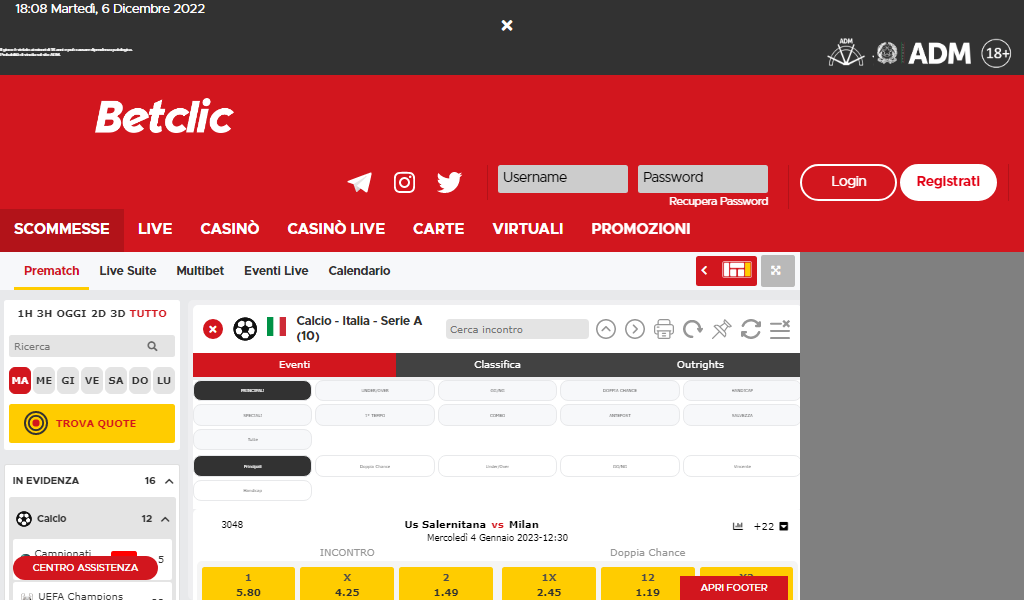 18:08 Martedì, 6 Dicembre 2022
ADM
ADM
18+
Betclic
Username
Password
Login
Registrati
Recupera Password
SCOMMESSE
LIVE
CASINÒ
CASINÒ LIVE
CARTE
VIRTUALI
PROMOZIONI
Prematch
Live Suite
Multibet
Eventi Live
Calendario
1H 3H OGGI 2D 3D TUTTO
Ricerca
MA ME GI VE SA DO LU
TROVA QUOTE
IN EVIDENZA 16
Calcio 12
Campionati 5
CENTRO ASSISTENZA
UEFA Champions
Calcio - Italia - Serie A
(10)
Cerca incontro
Eventi
Classifica
Outrights
PRINCIPALI
UNDER/OVER
GG/NG
DOPPIA CHANCE
HANDICAP
SPECIALI
1° TEMPO
COMBO
ANTEPOST
SALVEZZA
Tutte
Principali
Doppia Chance
Under/Over
GG/NG
Vincente
Handicap
3048
Us Salernitana vs Milan
+22
Mercoledì 4 Gennaio 2023-12:30
INCONTRO
Doppia Chance
1
X
2
1X
12
X2
5.80
4.25
1.49
2.45
1.19
APRI FOOTER